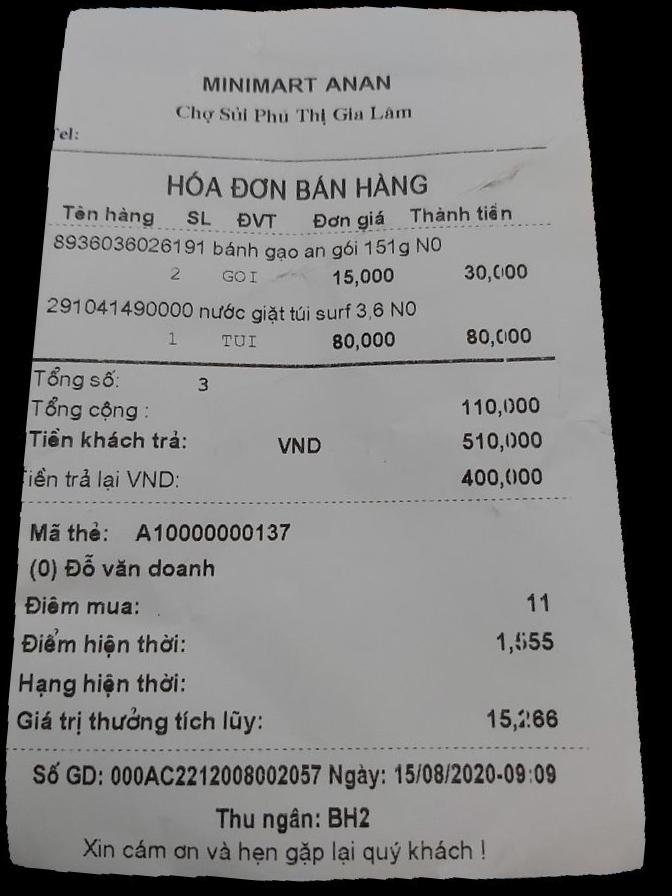 MINIMART ANAN
Chợ Sủi Phú Thị Gia Lâm
Tel:
HÓA ĐƠN BÁN HÀNG
Tên hàng SL ĐVT Đơn giá Thành tiền
8936036026191 bánh gạo an gói 151g N0
2 GOI 15,000 30,000
291041490000 nước giặt túi surf 3,6 N0
1 TUI 80,000 80,000
Tổng số: 3
Tổng cộng : 110,000
Tiền khách trả: VND 510,000
Tiền trả lại VND: 400,000
Mã thẻ: A10000000137
(0) Đỗ văn doanh
Điểm mua: 11
Điểm hiện thời: 1,555
Hạng hiện thời:
Giá trị thưởng tích lũy: 15,266
Số GD: 000AC2212008002057 Ngày: 15/08/2020-09:09
Thu ngân: BH2
Xin cám ơn và hẹn gặp lại quý khách !